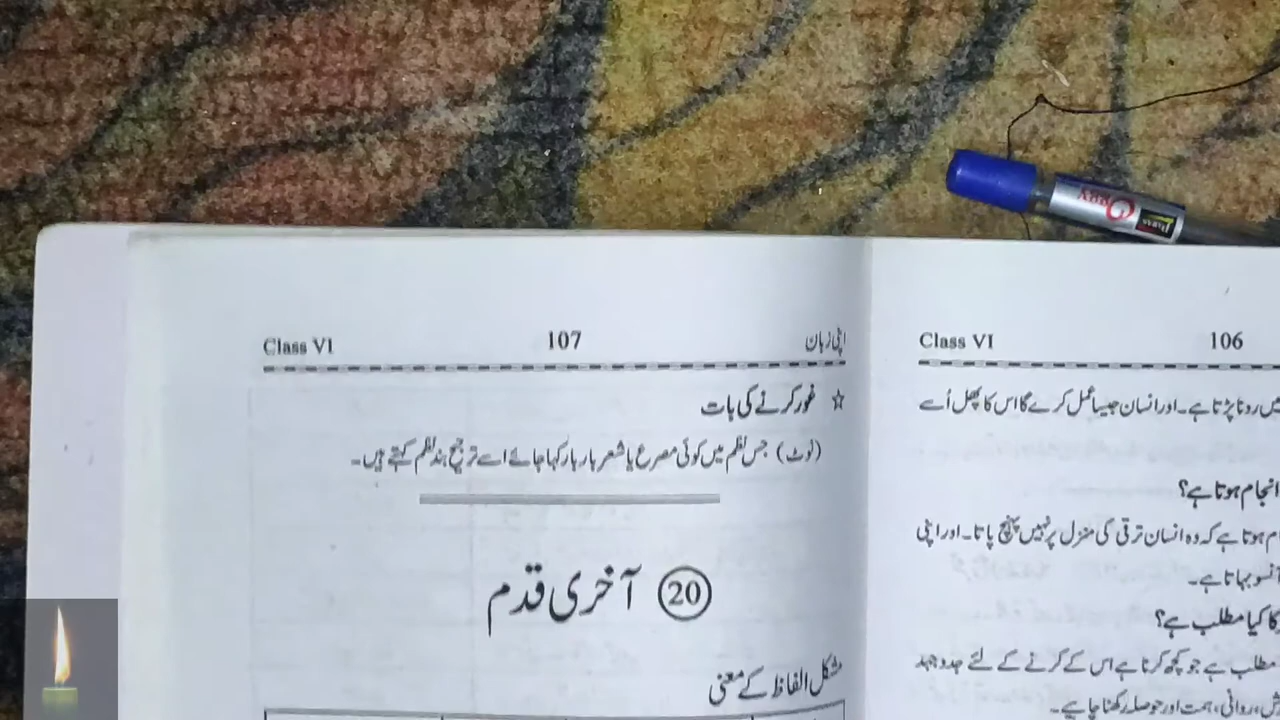 اپنی زبان 107 Class VI
☆ غور کرنے کی بات
(نوٹ) جس نظم میں کوئی مصرع یا شعر بار بار کہا جائے اسے ترجیح بند نظم کہتے ہیں۔
20 آخری قدم
مشکل الفاظ کے معنی
106 Class VI
میں رونا پڑتا ہے۔ اور انسان جیسا عمل کرے گا اس کا پھل اُسے
انجام ہوتا ہے؟
ہوتا ہے کہ وہ انسان ترقی کی منزل پر نہیں پہنچ پاتا۔ اور اپنی
آنسو بہاتا ہے۔
کا کیا مطلب ہے؟
مطلب ہے جو کچھ کرنا ہے اس کے کرنے کے لئے جدوجہد
روانی، ہمت اور حوصلہ رکھنا چاہیے۔